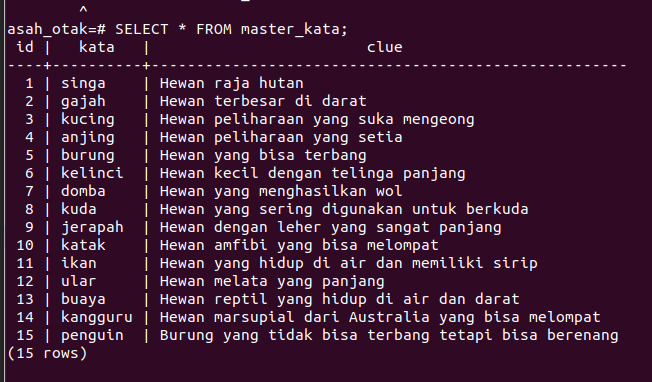 ^
asah_otak=# SELECT * FROM master_kata;
 id |   kata   |                         clue
----+----------+------------------------------------------------------
  1 | singa    | Hewan raja hutan
  2 | gajah    | Hewan terbesar di darat
  3 | kucing   | Hewan peliharaan yang suka mengeong
  4 | anjing   | Hewan peliharaan yang setia
  5 | burung   | Hewan yang bisa terbang
  6 | kelinci  | Hewan kecil dengan telinga panjang
  7 | domba    | Hewan yang menghasilkan wol
  8 | kuda     | Hewan yang sering digunakan untuk berkuda
  9 | jerapah  | Hewan dengan leher yang sangat panjang
 10 | katak    | Hewan amfibi yang bisa melompat
 11 | ikan     | Hewan yang hidup di air dan memiliki sirip
 12 | ular     | Hewan melata yang panjang
 13 | buaya    | Hewan reptil yang hidup di air dan darat
 14 | kangguru | Hewan marsupial dari Australia yang bisa melompat
 15 | penguin  | Burung yang tidak bisa terbang tetapi bisa berenang
(15 rows)